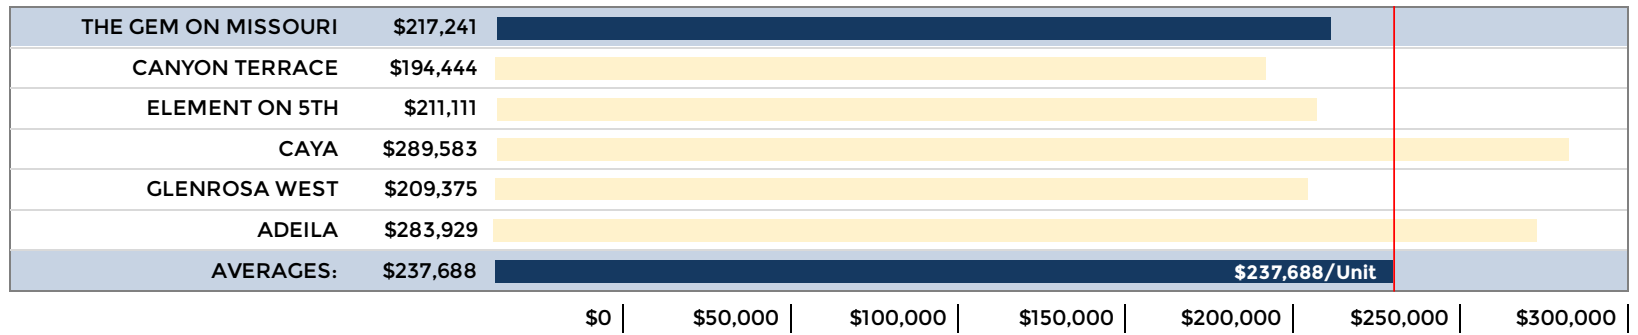 THE GEM ON MISSOURI $217,241
CANYON TERRACE $194,444
ELEMENT ON 5TH $211,111
CAYA $289,583
GLENROSA WEST $209,375
ADEILA $283,929
AVERAGES: $237,688 $237,688/Unit
$0 $50,000 $100,000 $150,000 $200,000 $250,000 $300,000